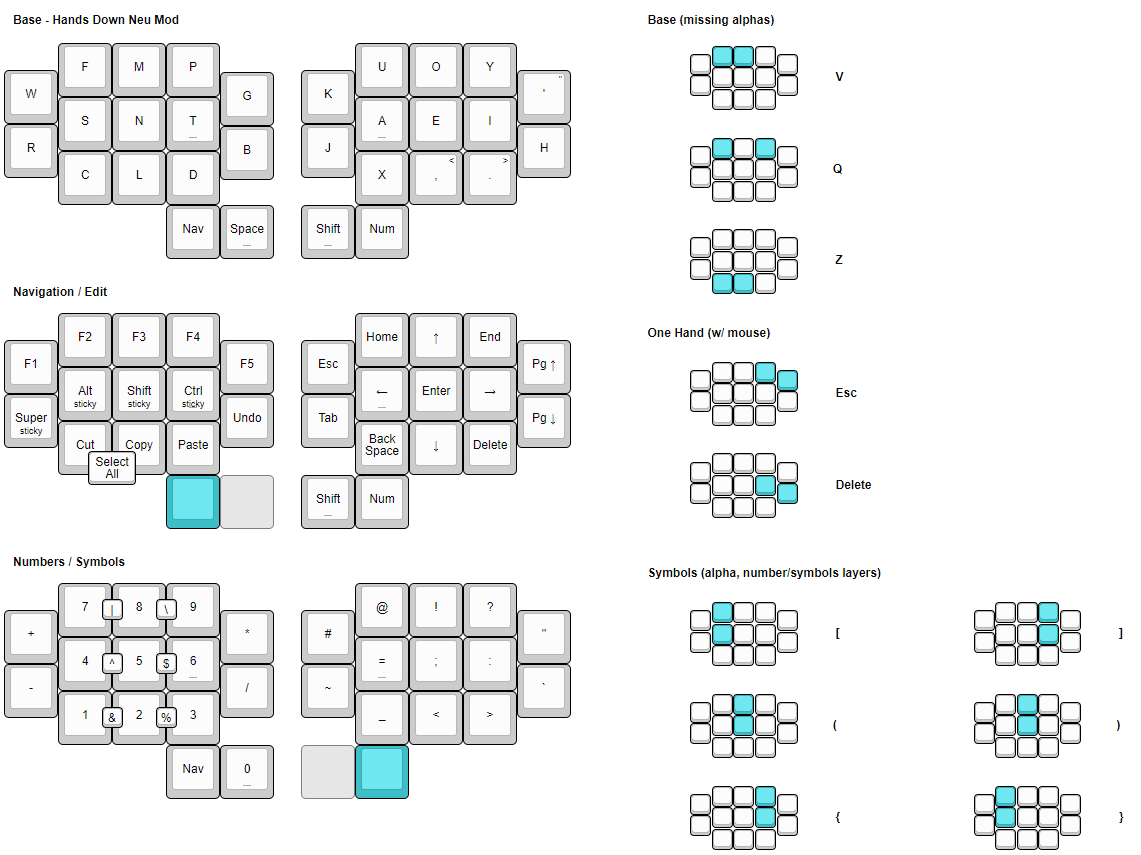 Base - Hands Down Neu Mod
F M P
W G
S N T
R B
C L D
Nav Space
U O Y
K ' "
A E I
J H
X , < . >
Shift Num
Navigation / Edit
F2 F3 F4
F1 F5
Alt sticky Shift sticky Ctrl sticky
Super sticky Undo
Cut Copy Paste
Select
All
Home ↑ End
Esc Pg ↑
← Enter →
Tab Pg ↓
Back
Space ↓ Delete
Shift Num
Numbers / Symbols
7 | 8 \ 9
+ *
4 ^ 5 $ 6
- /
1 & 2 % 3
Nav 0
@ ! ?
# "
= ; :
~ `
_ < >
Base (missing alphas)
V
Q
Z
One Hand (w/ mouse)
Esc
Delete
Symbols (alpha, number/symbols layers)
[ ]
( )
{ }